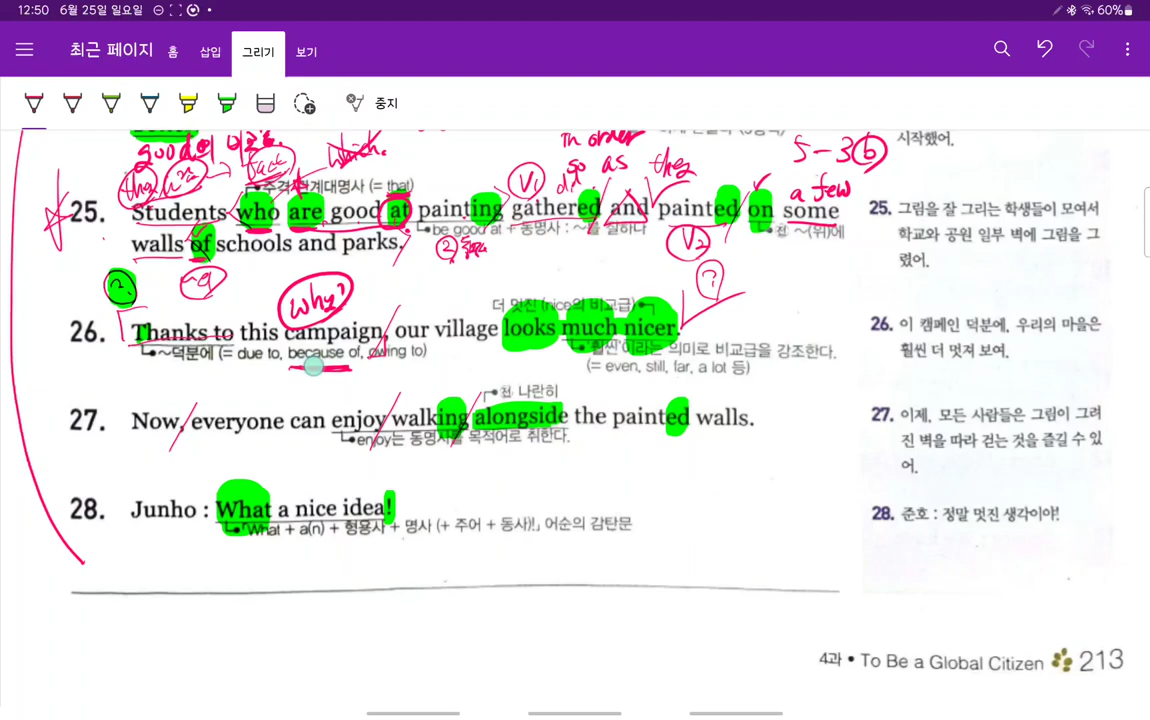 12:50 6월 25일 일요일 60%
최근 페이지 홈 삽입 그리기 보기
중지
good at
in order
so as they
5-3 b
시작했어.
that
which.
V1
a few
주격 관계대명사 (= that)
25. Students who are good at painting gathered and painted on some
be good at + 동명사 : ~를 잘하다
전 ~(위)에
walls of schools and parks.
V2
25. 그림을 잘 그리는 학생들이 모여서
학교와 공원 일부 벽에 그림을 그
렸어.
why?
?
더 멋진 (nice의 비교급)
26. Thanks to this campaign, our village looks much nicer.
~덕분에 (= due to, because of, owing to)
'훨씬'이라는 의미로 비교급을 강조한다.
(= even, still, far, a lot 등)
26. 이 캠페인 덕분에, 우리의 마을은
훨씬 더 멋져 보여.
전 나란히
27. Now, everyone can enjoy walking alongside the painted walls.
enjoy는 동명사를 목적어로 취한다.
27. 이제, 모든 사람들은 그림이 그려
진 벽을 따라 걷는 것을 즐길 수 있
어.
28. Junho : What a nice idea!
「What + a(n) + 형용사 + 명사 (+ 주어 + 동사)!」 어순의 감탄문
28. 준호 : 정말 멋진 생각이야!
4과 • To Be a Global Citizen 213